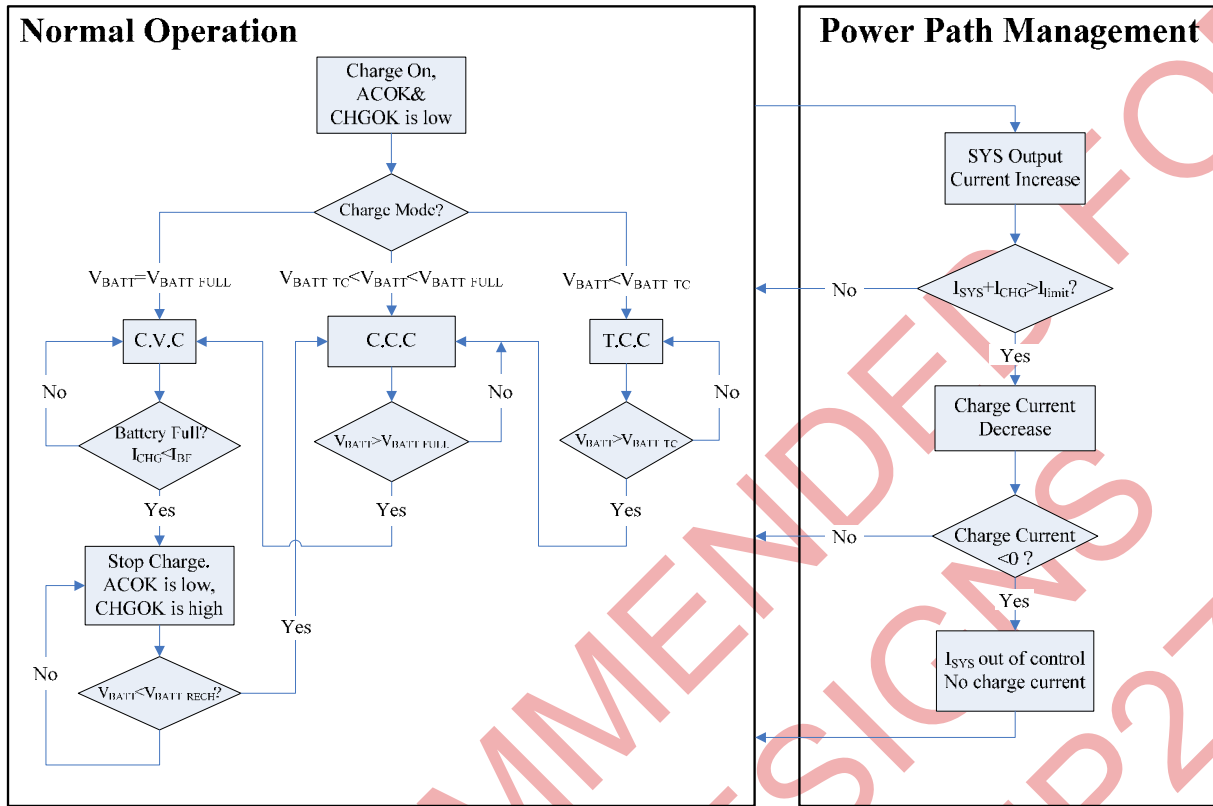 Normal Operation
Charge On,
ACOK&
CHGOK is low
Charge Mode?
VBATT=VBATT FULL
VBATT TC<VBATT<VBATT FULL
VBATT<VBATT TC
C.V.C
C.C.C
T.C.C
No
No
No
Battery Full?
ICHG<IBF
VBATT>VBATT FULL
VBATT>VBATT TC
Yes
Yes
Yes
Stop Charge.
ACOK is low,
CHGOK is high
Yes
No
VBATT<VBATT RECH?
Power Path Management
SYS Output
Current Increase
ISYS+ICHG>Ilimit?
No
Yes
Charge Current
Decrease
Charge Current
<0 ?
No
Yes
ISYS out of control
No charge current
MMENDED FO
SIGNS
P2